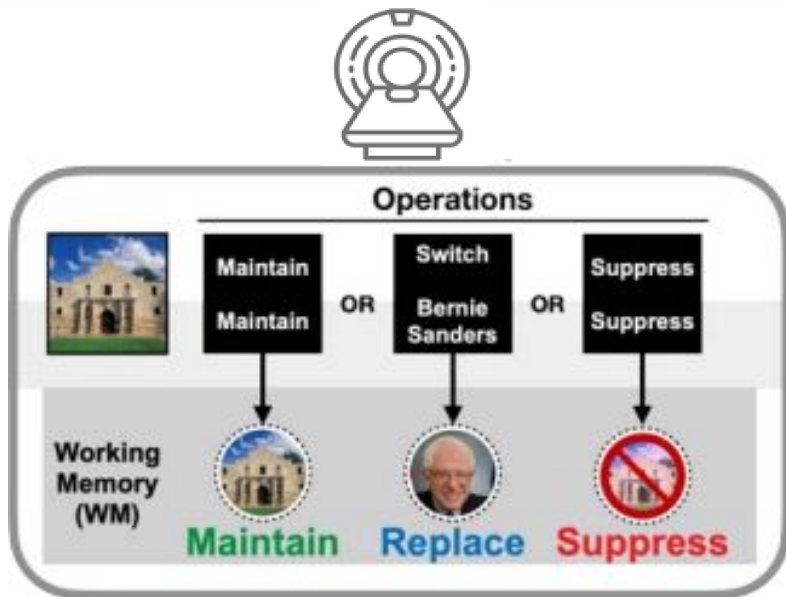 Operations
Maintain
Maintain
OR
Switch
Bernie
Sanders
OR
Suppress
Suppress
Working
Memory
(WM)
Maintain
Replace
Suppress